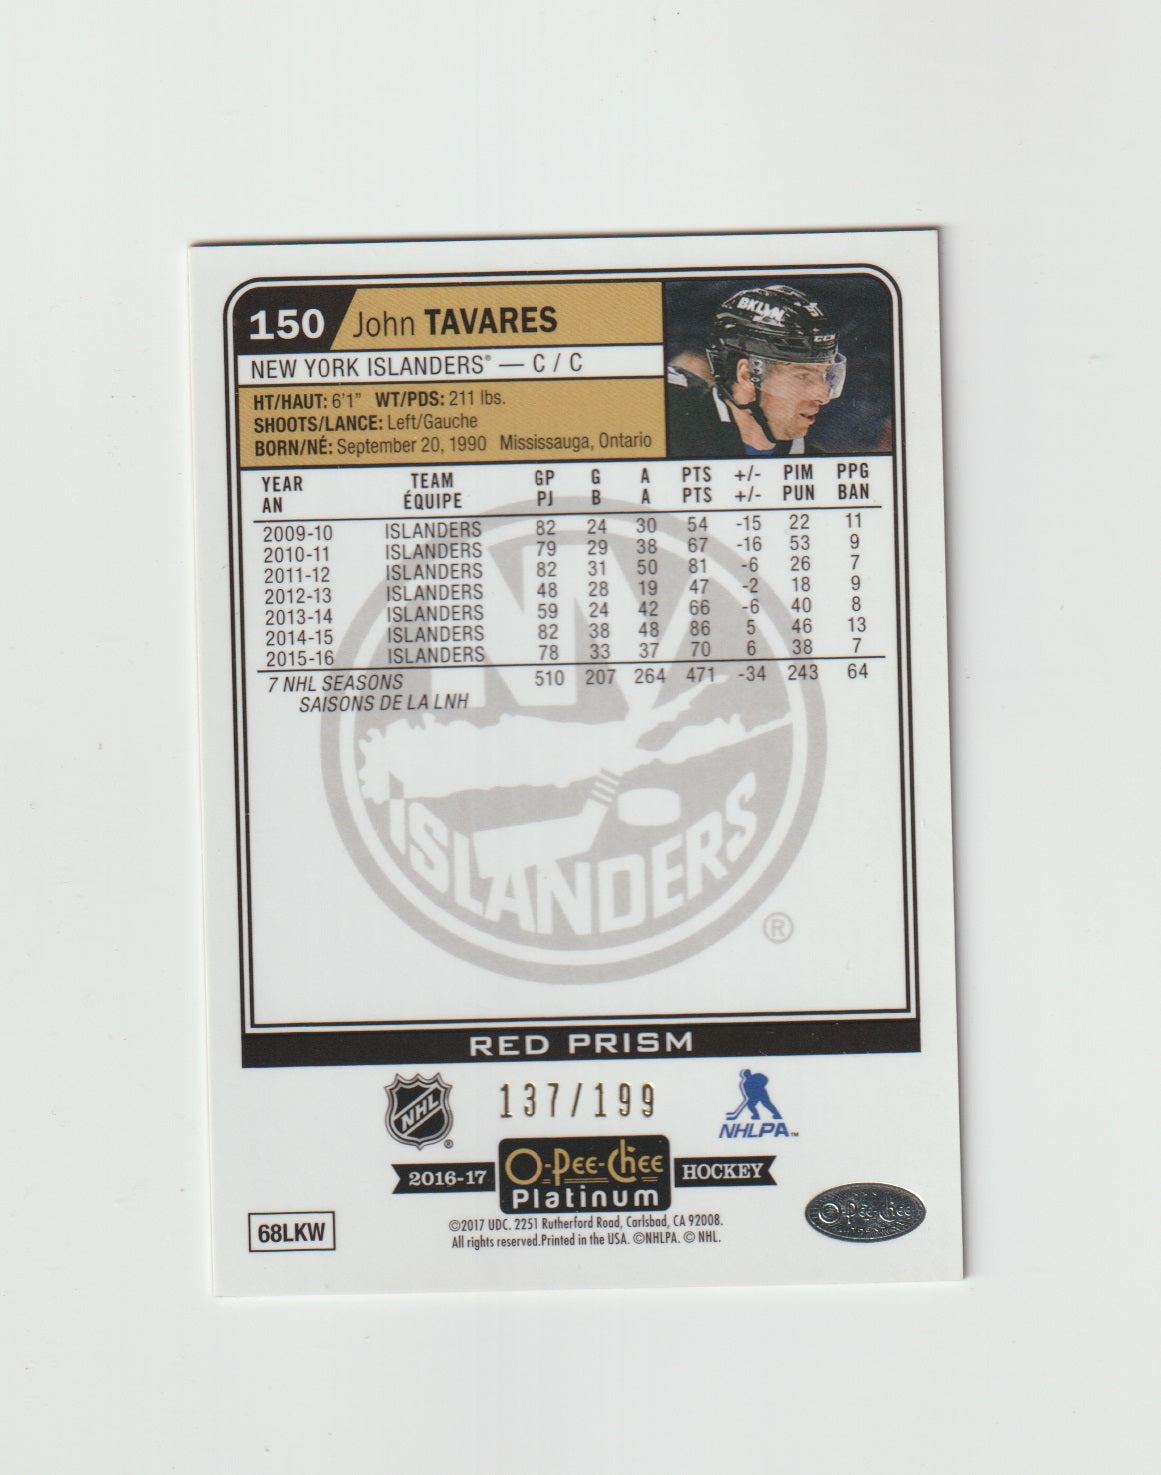 150 John TAVARES
NEW YORK ISLANDERS® — C / C
HT/HAUT: 6'1" WT/PDS: 211 lbs.
SHOOTS/LANCE: Left/Gauche
BORN/NÉ: September 20, 1990 Mississauga, Ontario
BKLYN
CCM
YEAR TEAM GP G A PTS +/- PIM PPG
AN ÉQUIPE PJ B A PTS +/- PUN BAN
2009-10 ISLANDERS 82 24 30 54 -15 22 11
2010-11 ISLANDERS 79 29 38 67 -16 53 9
2011-12 ISLANDERS 82 31 50 81 -6 26 7
2012-13 ISLANDERS 48 28 19 47 -2 18 9
2013-14 ISLANDERS 59 24 42 66 -6 40 8
2014-15 ISLANDERS 82 38 48 86 5 46 13
2015-16 ISLANDERS 78 33 37 70 6 38 7
7 NHL SEASONS 510 207 264 471 -34 243 64
SAISONS DE LA LNH
NY
ISLANDERS
®
RED PRISM
NHL ®
137/199
NHLPA™
2016-17 O-Pee-Chee HOCKEY
Platinum
O-Pee-Chee
68LKW
©2017 UDC. 2251 Rutherford Road, Carlsbad, CA 92008.
All rights reserved.Printed in the USA. ©NHLPA. © NHL.